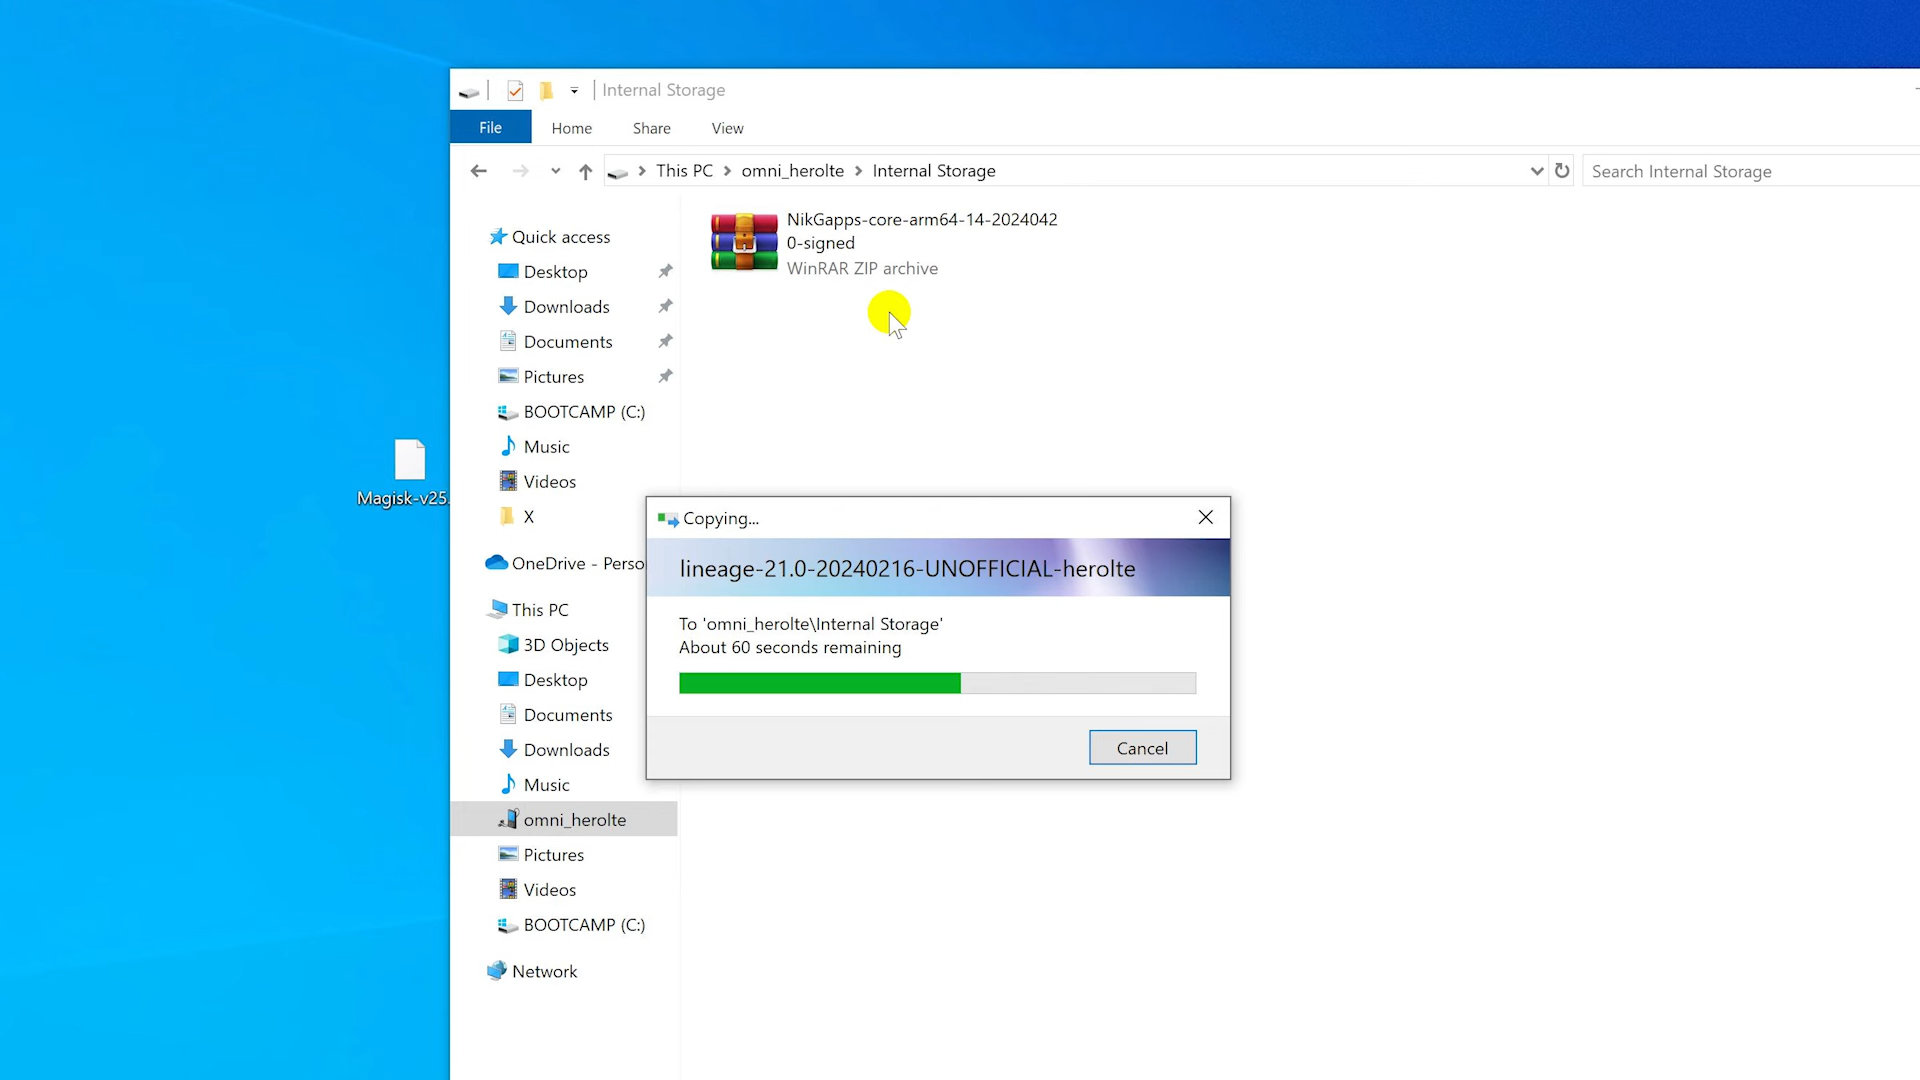 Internal Storage
File
Home
Share
View
This PC
omni_herolte
Internal Storage
Search Internal Storage
Quick access
Desktop
Downloads
Documents
Pictures
BOOTCAMP (C:)
Music
Videos
X
OneDrive - Perso
This PC
3D Objects
Desktop
Documents
Downloads
Music
omni_herolte
Pictures
Videos
BOOTCAMP (C:)
Network
NikGapps-core-arm64-14-2024042
0-signed
WinRAR ZIP archive
Magisk-v25.
Copying...
lineage-21.0-20240216-UNOFFICIAL-herolte
To 'omni_herolte\Internal Storage'
About 60 seconds remaining
Cancel